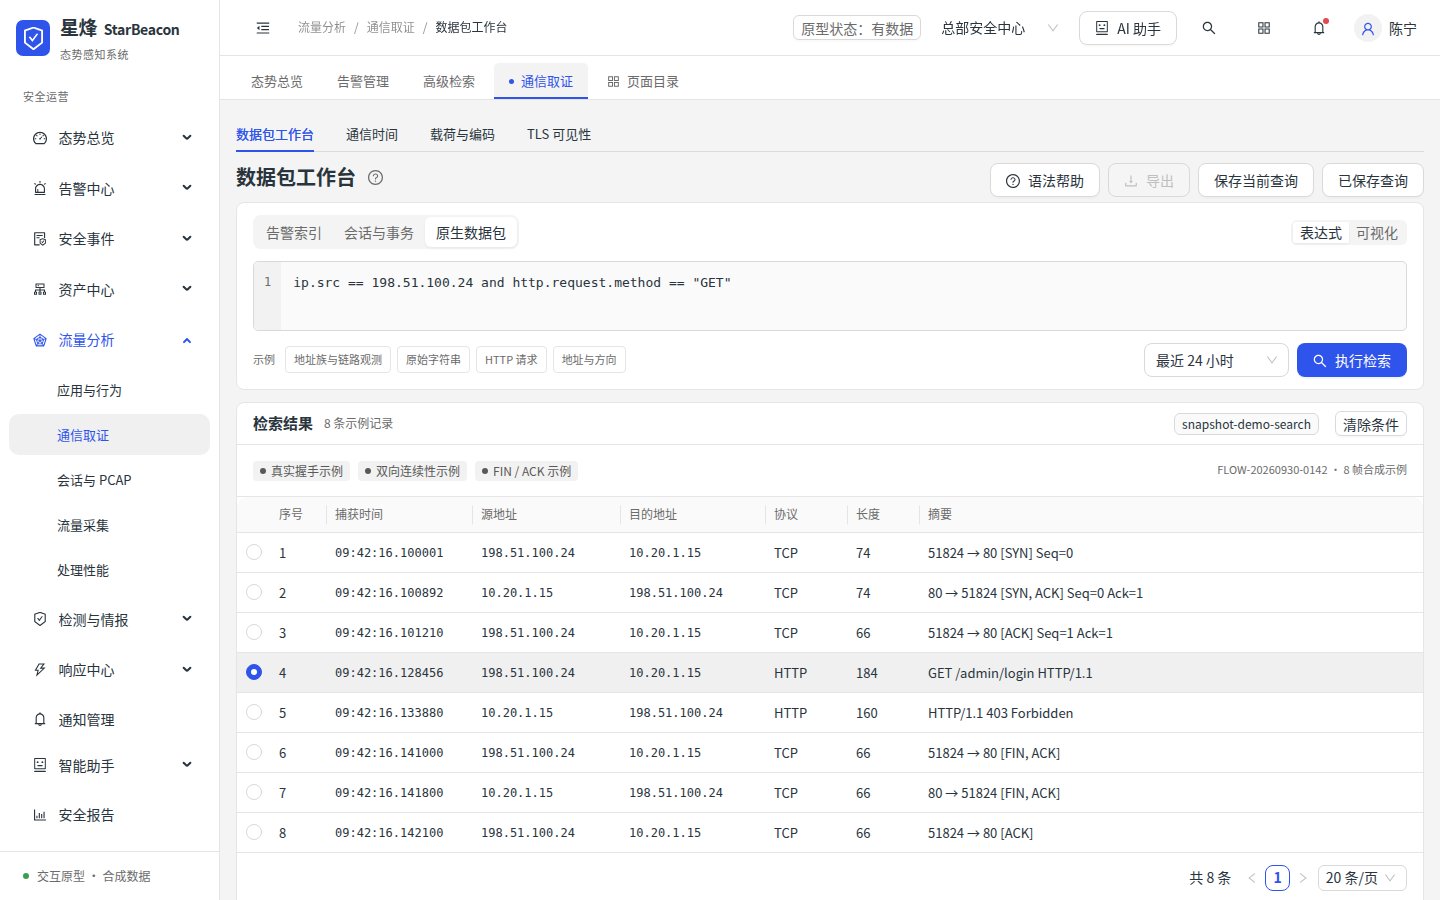 星烽 StarBeacon
态势感知系统
安全运营
态势总览
告警中心
安全事件
资产中心
流量分析
应用与行为
通信取证
会话与 PCAP
流量采集
处理性能
检测与情报
响应中心
通知管理
智能助手
安全报告
交互原型 · 合成数据
流量分析 / 通信取证 / 数据包工作台
原型状态：有数据
总部安全中心
AI 助手
陈宁
态势总览 告警管理 高级检索 通信取证 页面目录
数据包工作台 通信时间 载荷与编码 TLS 可见性
数据包工作台
语法帮助 导出 保存当前查询 已保存查询
告警索引 会话与事务 原生数据包
表达式 可视化
1 ip.src == 198.51.100.24 and http.request.method == "GET"
示例 地址族与链路观测 原始字符串 HTTP 请求 地址与方向
最近 24 小时 执行检索
检索结果 8 条示例记录
snapshot-demo-search 清除条件
真实握手示例 双向连续性示例 FIN / ACK 示例
FLOW-20260930-0142 · 8 帧合成示例
序号 捕获时间 源地址 目的地址 协议 长度 摘要
1 09:42:16.100001 198.51.100.24 10.20.1.15 TCP 74 51824 → 80 [SYN] Seq=0
2 09:42:16.100892 10.20.1.15 198.51.100.24 TCP 74 80 → 51824 [SYN, ACK] Seq=0 Ack=1
3 09:42:16.101210 198.51.100.24 10.20.1.15 TCP 66 51824 → 80 [ACK] Seq=1 Ack=1
4 09:42:16.128456 198.51.100.24 10.20.1.15 HTTP 184 GET /admin/login HTTP/1.1
5 09:42:16.133880 10.20.1.15 198.51.100.24 HTTP 160 HTTP/1.1 403 Forbidden
6 09:42:16.141000 198.51.100.24 10.20.1.15 TCP 66 51824 → 80 [FIN, ACK]
7 09:42:16.141800 10.20.1.15 198.51.100.24 TCP 66 80 → 51824 [FIN, ACK]
8 09:42:16.142100 198.51.100.24 10.20.1.15 TCP 66 51824 → 80 [ACK]
共 8 条 < 1 > 20 条/页